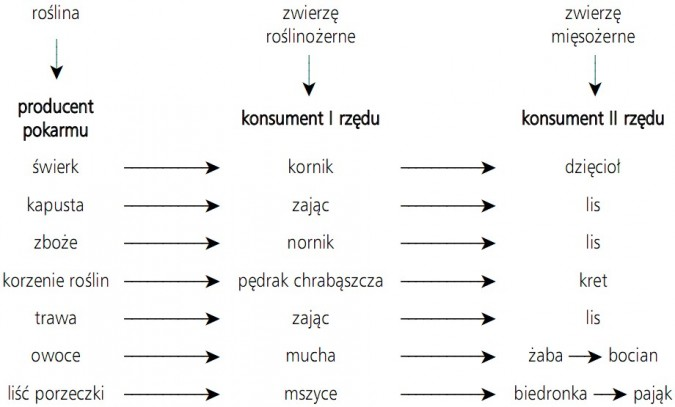 roślina zwierzę roślinożerne zwierzę mięsożerne
producent pokarmu konsument I rzędu konsument II rzędu
świerk kornik dzięcioł
kapusta zając lis
zboże nornik lis
korzenie roślin pędrak chrabąszcza kret
trawa zając lis
owoce mucha żaba bocian
liść porzeczki mszyce biedronka pająk